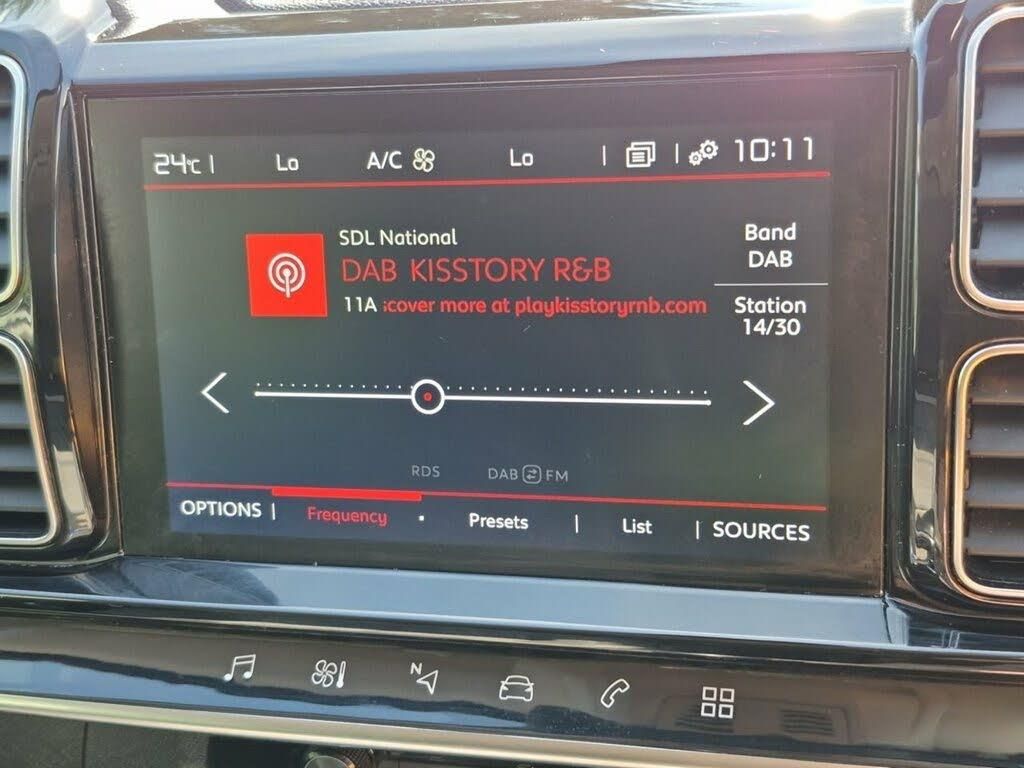 24°C | Lo A/C Lo | | 10:11
SDL National
DAB KISSTORY R&B
11A :cover more at playkisstoryrnb.com
Band
DAB
Station
14/30
RDS DAB FM
OPTIONS | Frequency · Presets | List | SOURCES
N